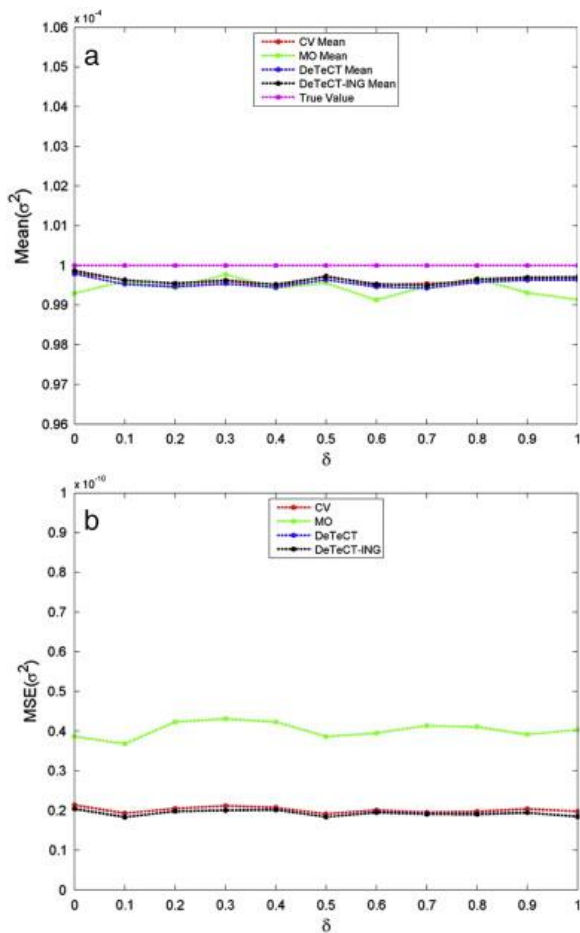 x 10⁻⁴
1.06
a
CV Mean
MO Mean
DeTeCT Mean
DeTeCT-ING Mean
True Value
1.05
1.04
1.03
1.02
1.01
1
0.99
0.98
0.97
0.96
Mean(σ²)
0 0.1 0.2 0.3 0.4 0.5 0.6 0.7 0.8 0.9 1
δ
x 10⁻¹⁰
1
b
CV
MO
DeTeCT
DeTeCT-ING
0.9
0.8
0.7
0.6
0.5
0.4
0.3
0.2
0.1
0
MSE(σ²)
0 0.1 0.2 0.3 0.4 0.5 0.6 0.7 0.8 0.9 1
δ